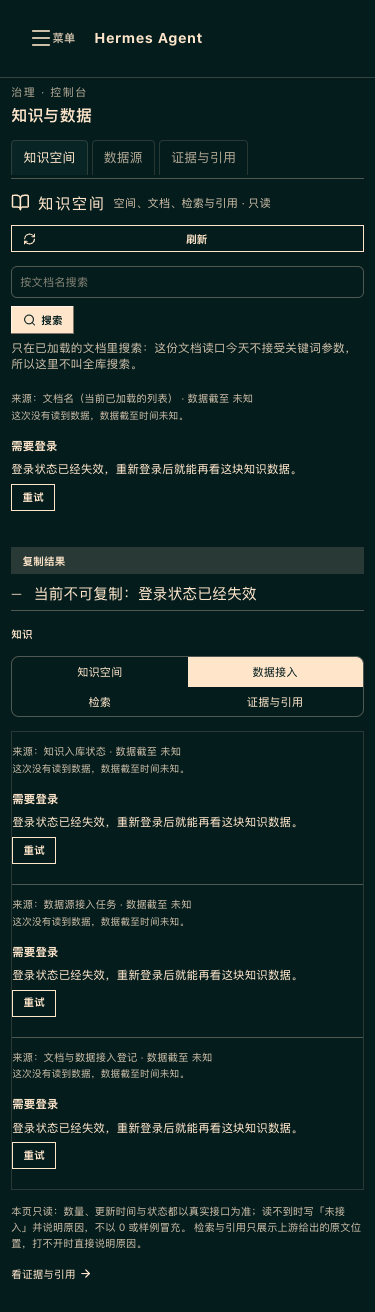 菜单 Hermes Agent
治理 · 控制台
知识与数据
知识空间 数据源 证据与引用
知识空间 空间、文档、检索与引用 · 只读
刷新
按文档名搜索
搜索
只在已加载的文档里搜索：这份文档读口今天不接受关键词参数，
所以这里不叫全库搜索。
来源：文档名（当前已加载的列表） · 数据截至 未知
这次没有读到数据，数据截至时间未知。
需要登录
登录状态已经失效，重新登录后就能再看这块知识数据。
重试
复制结果
— 当前不可复制：登录状态已经失效
知识
知识空间 数据接入
检索 证据与引用
来源：知识入库状态 · 数据截至 未知
这次没有读到数据，数据截至时间未知。
需要登录
登录状态已经失效，重新登录后就能再看这块知识数据。
重试
来源：数据源接入任务 · 数据截至 未知
这次没有读到数据，数据截至时间未知。
需要登录
登录状态已经失效，重新登录后就能再看这块知识数据。
重试
来源：文档与数据接入登记 · 数据截至 未知
这次没有读到数据，数据截至时间未知。
需要登录
登录状态已经失效，重新登录后就能再看这块知识数据。
重试
本页只读：数量、更新时间与状态都以真实接口为准；读不到时写「未接
入」并说明原因，不以 0 或样例冒充。 检索与引用只展示上游给出的原文位
置，打不开时直接说明原因。
看证据与引用 →